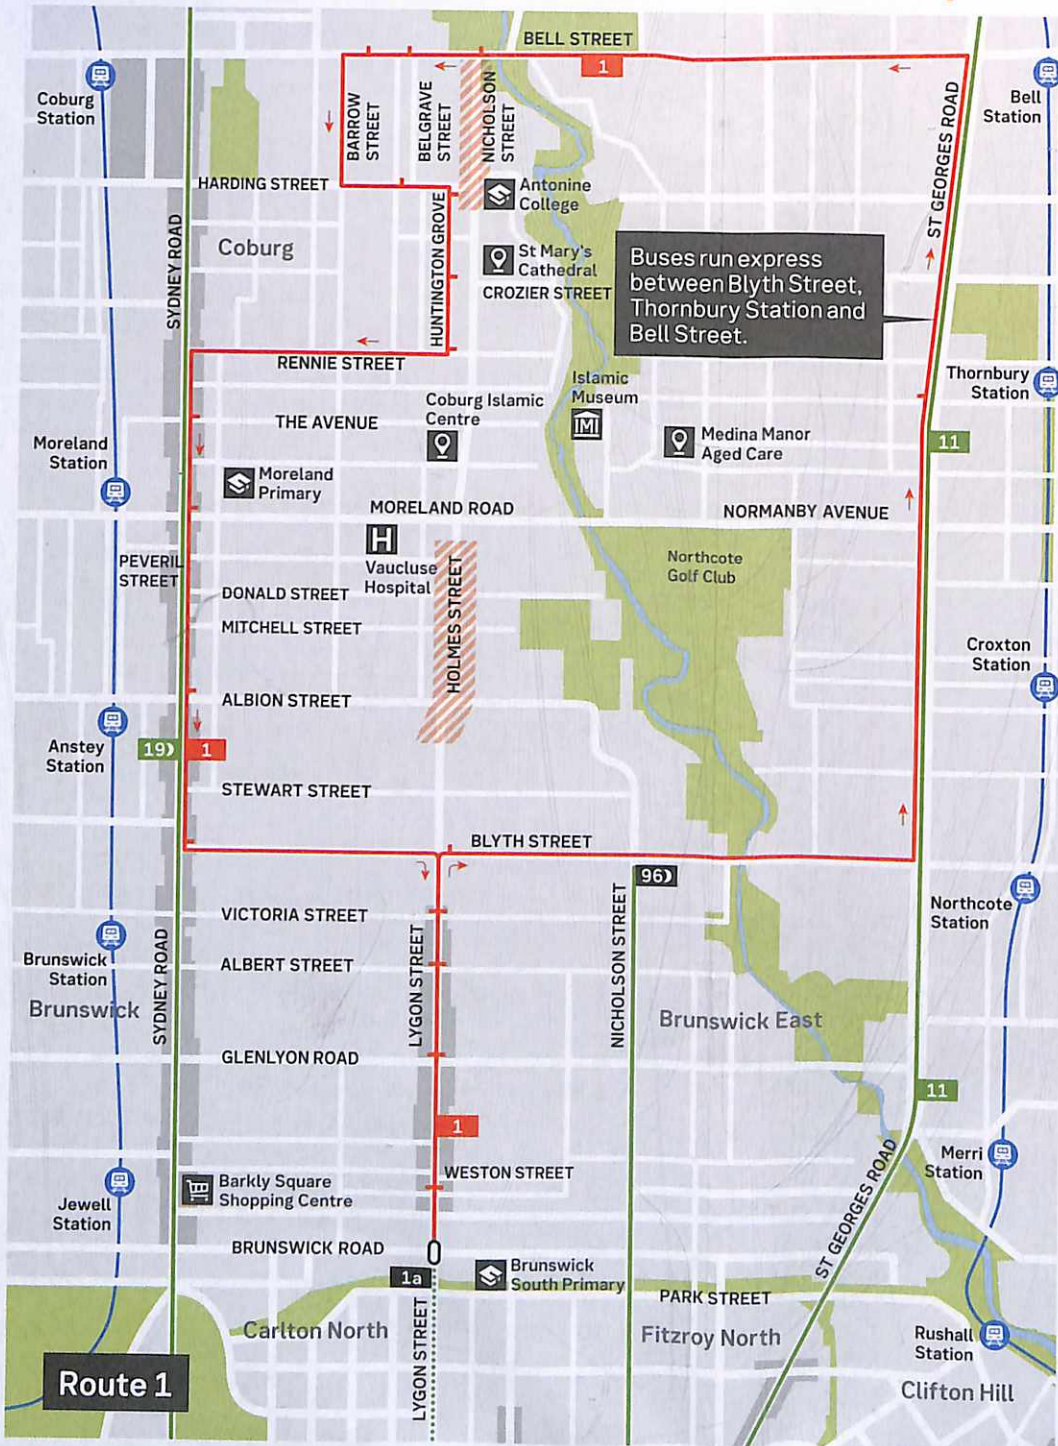 BELL STREET
1
Coburg
Station
Bell
Station
BARROW
STREET
BELGRAVE
STREET
NICHOLSON
STREET
ST GEORGES ROAD
HARDING STREET
Antonine
College
SYDNEY ROAD
Coburg
HUNTINGTON GROVE
St Mary's
Cathedral
CROZIER STREET
Buses run express
between Blyth Street,
Thornbury Station and
Bell Street.
RENNIE STREET
Thornbury
Station
Islamic
Museum
Coburg Islamic
Centre
THE AVENUE
Moreland
Station
Medina Manor
Aged Care
11
Moreland
Primary
MORELAND ROAD
NORMANBY AVENUE
H
Vaucluse
Hospital
PEVERIL
STREET
Northcote
Golf Club
DONALD STREET
MITCHELL STREET
HOLMES STREET
Croxton
Station
ALBION STREET
Anstey
Station
19
1
STEWART STREET
BLYTH STREET
96
Northcote
Station
VICTORIA STREET
Brunswick
Station
ALBERT STREET
SYDNEY ROAD
LYGON STREET
NICHOLSON STREET
Brunswick
Brunswick East
GLENLYON ROAD
11
1
Merri
Station
WESTON STREET
Jewell
Station
Barkly Square
Shopping Centre
ST GEORGES ROAD
BRUNSWICK ROAD
1a
Brunswick
South Primary
PARK STREET
LYGON STREET
Carlton North
Fitzroy North
Rushall
Station
Route 1
Clifton Hill